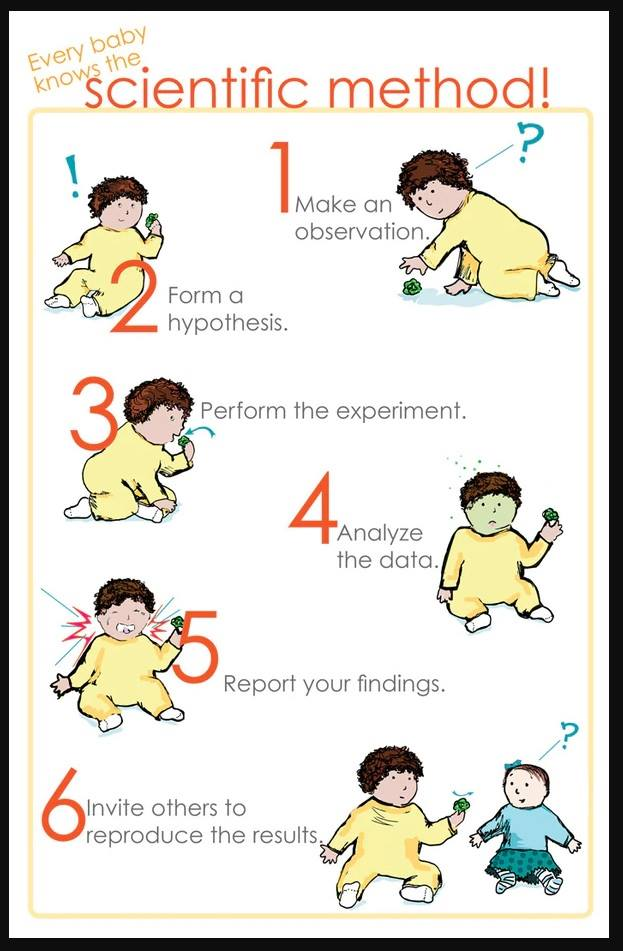 Every baby
knows the
scientific method!
?
1
Make an
observation.
!
2
Form a
hypothesis.
3
Perform the experiment.
4
Analyze
the data.
5
Report your findings.
?
6
Invite others to
reproduce the results.